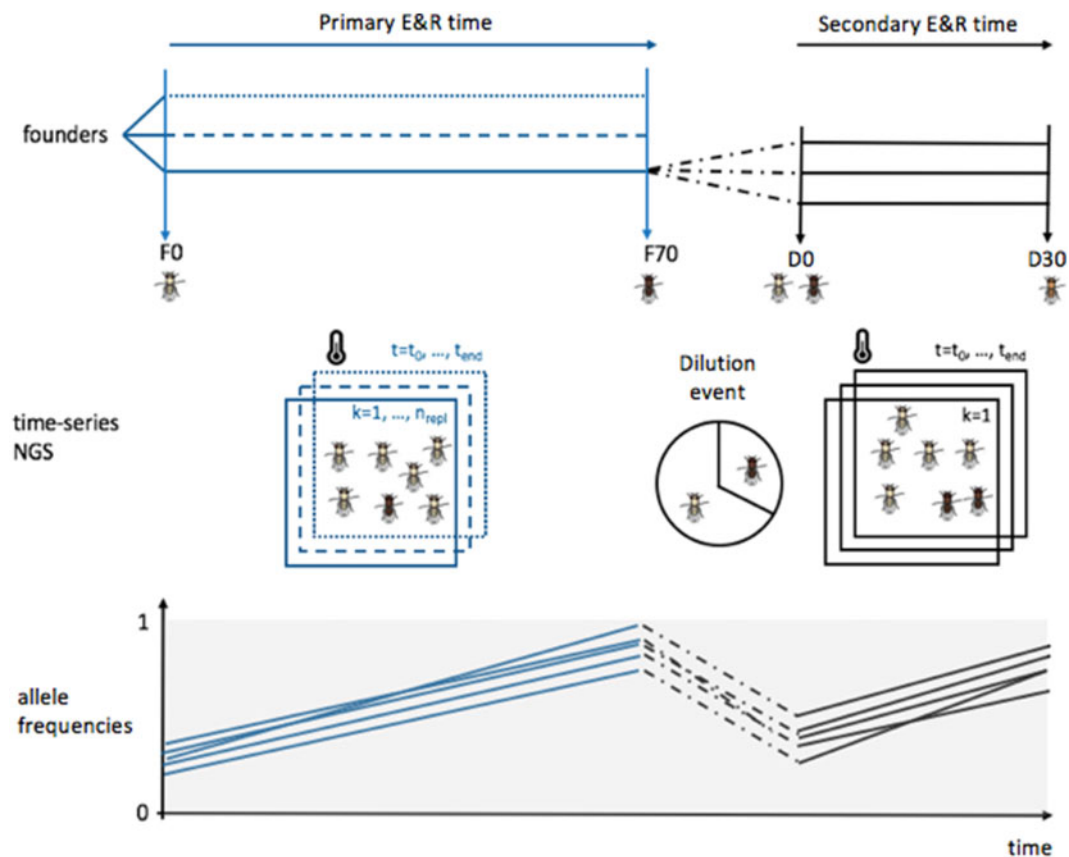 Primary E&R time
Secondary E&R time
founders
F0
F70
D0
D30
t=t0, ..., tend
k=1, ..., nrepl
Dilution
event
t=t0, ..., tend
k=1
time-series
NGS
1
allele
frequencies
0
time